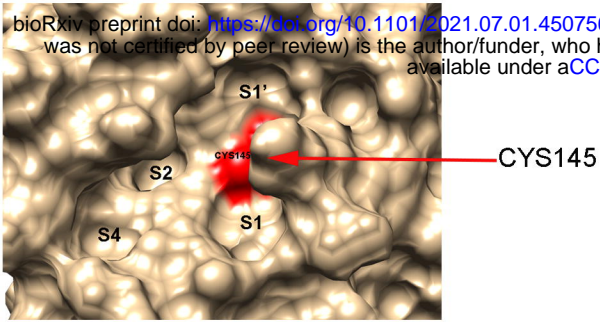 bioRxiv preprint doi: https://doi.org/10.1101/2021.07.01.450750
was not certified by peer review) is the author/funder, who h
available under aCC
S1’
CYS145
CYS145
S2
S1
S4